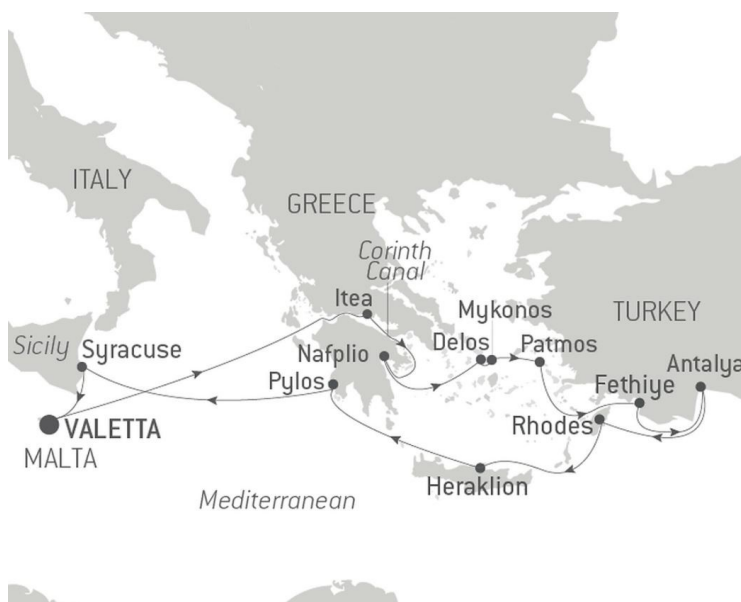 ITALY
GREECE
Corinth
Canal
Itea
Mykonos
TURKEY
Sicily
Syracuse
Nafplio
Delos
Patmos
Antalya
Pylos
Fethiye
VALETTA
Rhodes
MALTA
Heraklion
Mediterranean